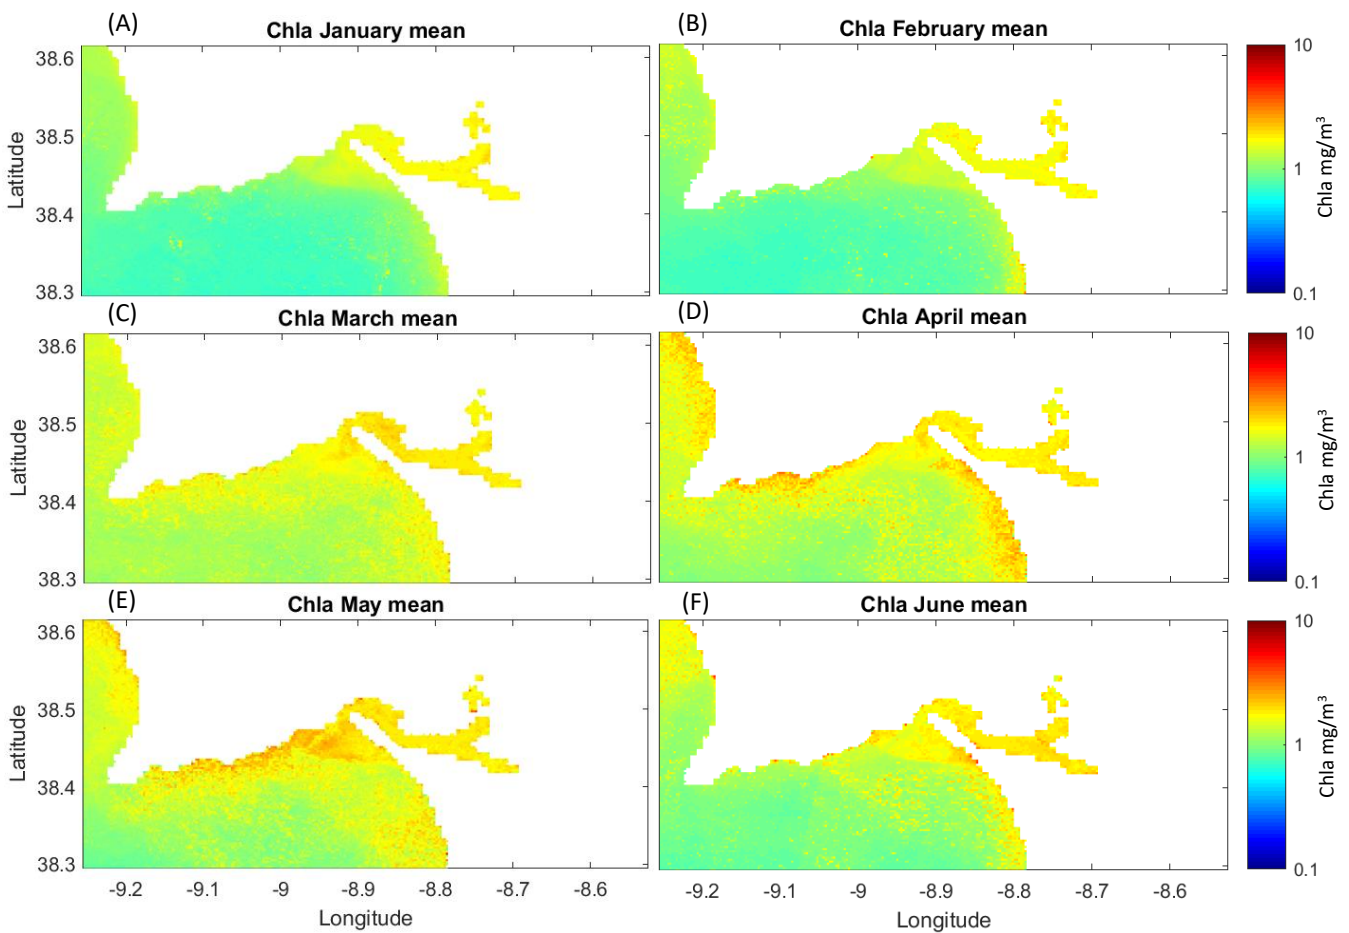 (A)
Chla January mean
(B)
Chla February mean
38.6
38.5
38.4
38.3
Latitude
10
1
0.1
Chla mg/m³
(C)
Chla March mean
(D)
Chla April mean
38.6
38.5
38.4
38.3
Latitude
10
1
0.1
Chla mg/m³
(E)
Chla May mean
(F)
Chla June mean
38.6
38.5
38.4
38.3
Latitude
10
1
0.1
Chla mg/m³
-9.2 -9.1 -9 -8.9 -8.8 -8.7 -8.6
Longitude
-9.2 -9.1 -9 -8.9 -8.8 -8.7 -8.6
Longitude